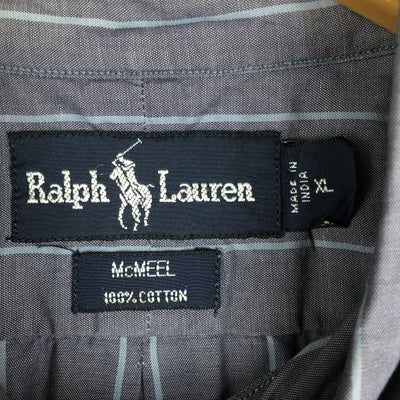 Ralph Lauren
MADE IN
INDIA
XL
McMEEL
100% COTTON